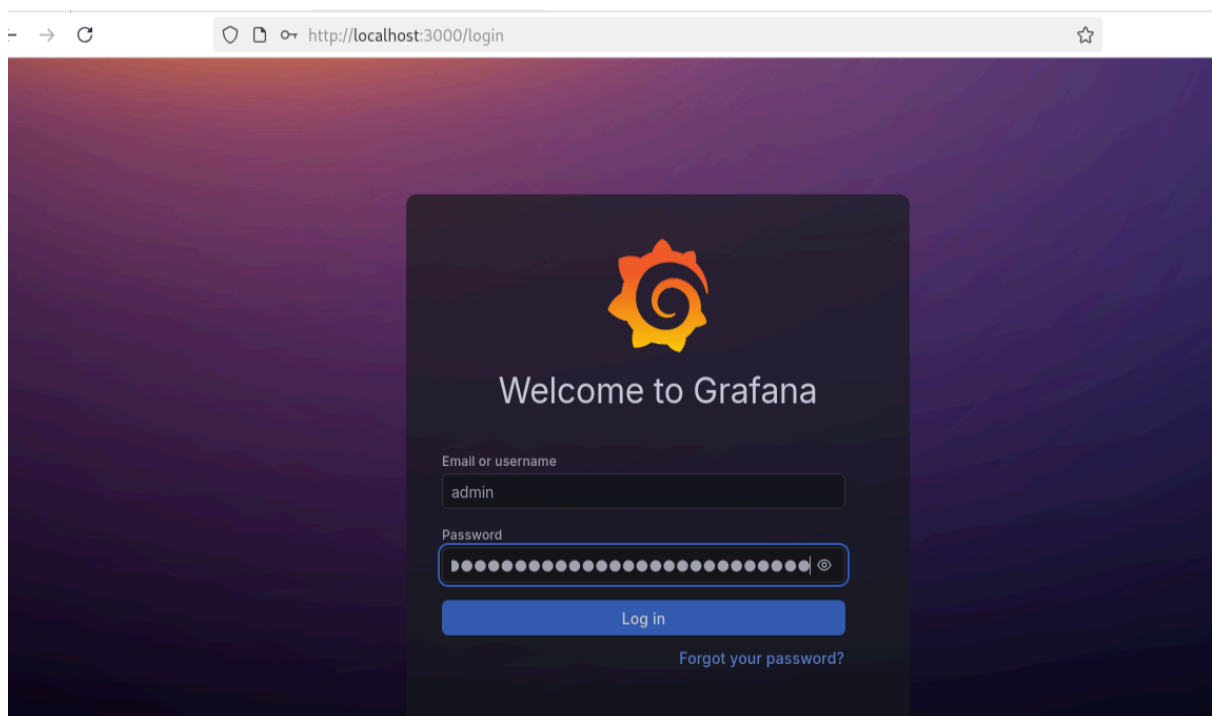 http://localhost:3000/login
Welcome to Grafana
Email or username
admin
Password
Log in
Forgot your password?